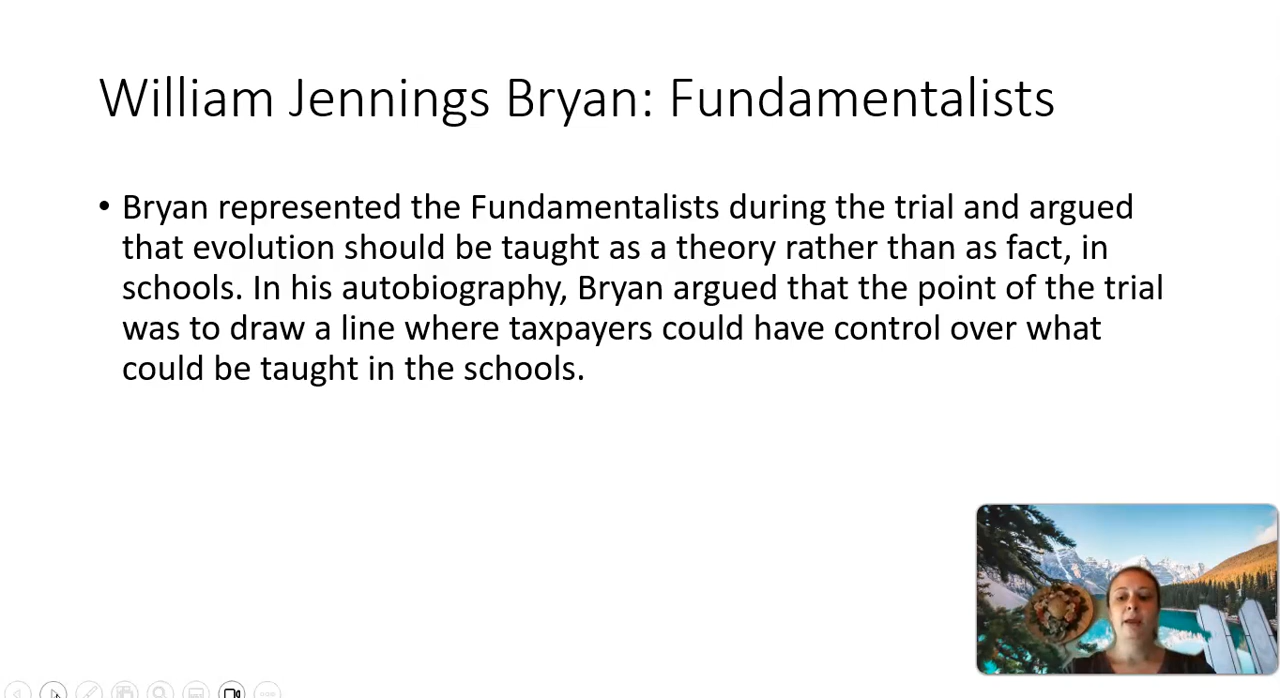 William Jennings Bryan: Fundamentalists
• Bryan represented the Fundamentalists during the trial and argued
that evolution should be taught as a theory rather than as fact, in
schools. In his autobiography, Bryan argued that the point of the trial
was to draw a line where taxpayers could have control over what
could be taught in the schools.